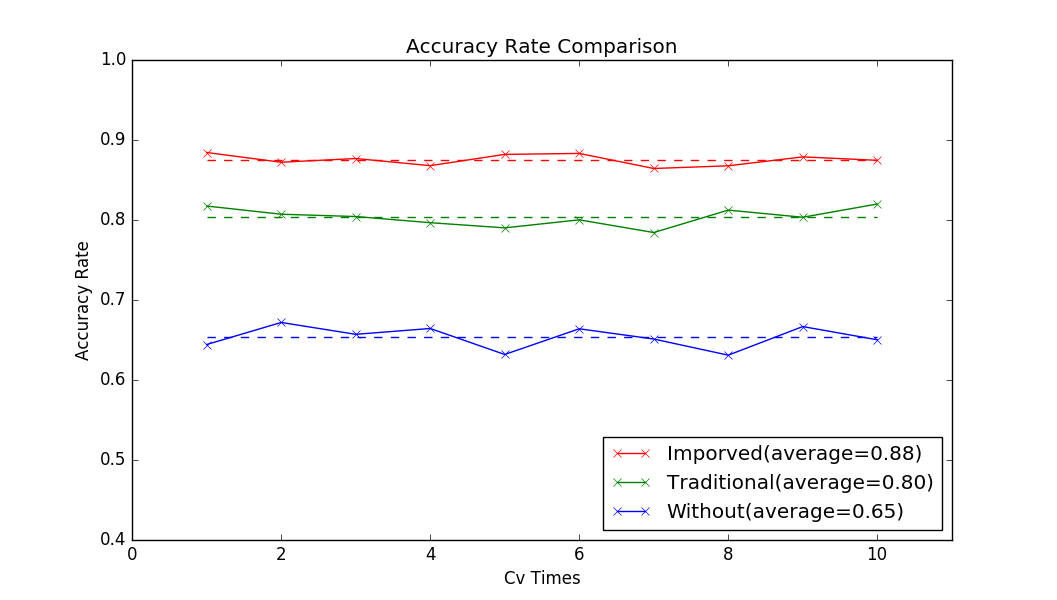 Accuracy Rate Comparison
1.0
0.9
0.8
0.7
0.6
0.5
0.4
Accuracy Rate
0 2 4 6 8 10
Cv Times
Imporved(average=0.88)
Traditional(average=0.80)
Without(average=0.65)